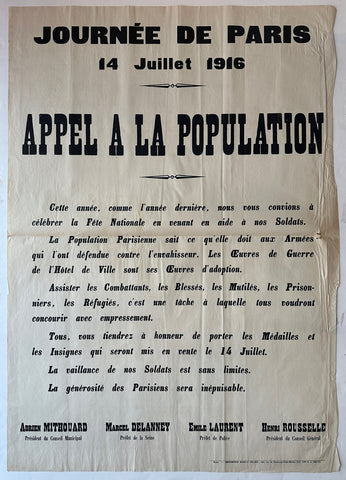 JOURNÉE DE PARIS
14 Juillet 1916
APPEL A LA POPULATION
Cette année, comme l'année dernière, nous vous convions à
célébrer la Fête Nationale en venant en aide à nos Soldats.
La Population Parisienne sait ce qu'elle doit aux Armées
qui l'ont défendue contre l'envahisseur. Les Œuvres de Guerre
de l'Hôtel de Ville sont ses Œuvres d'adoption.
Assister les Combattants, les Blessés, les Mutilés, les Prison-
niers, les Réfugiés, c'est une tâche à laquelle tous voudront
concourir avec empressement.
Tous, vous tiendrez à honneur de porter les Médailles et
les Insignes qui seront mis en vente le 14 Juillet.
La vaillance de nos Soldats est sans limites.
La générosité des Parisiens sera inépuisable.
ADRIEN MITHOUARD MARCEL DELANNEY EMILE LAURENT HENRI ROUSSELLE
Président du Conseil Municipal Préfet de la Seine Préfet de Police Président du Conseil Général